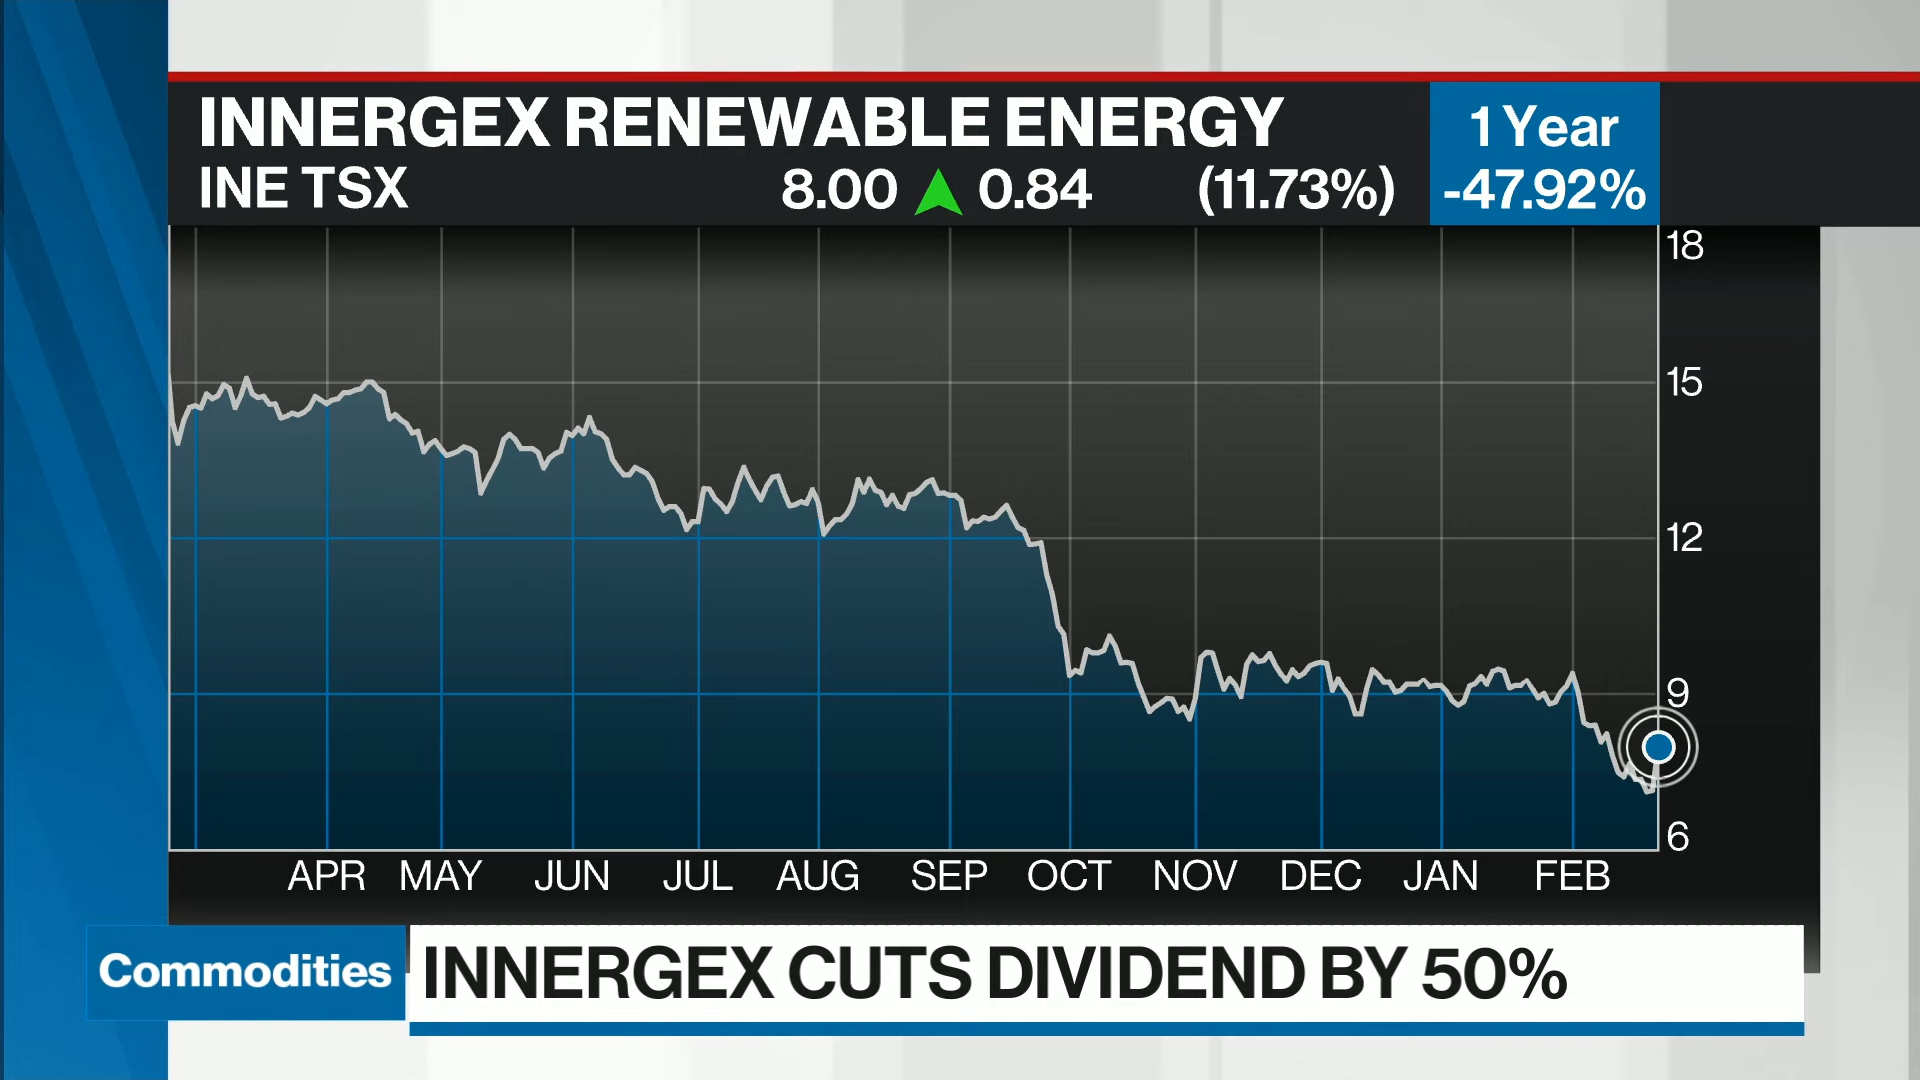 INNERGEX RENEWABLE ENERGY
INE TSX 8.00 0.84 (11.73%)
1 Year
-47.92%
18
15
12
9
6
APR MAY JUN JUL AUG SEP OCT NOV DEC JAN FEB
Commodities
INNERGEX CUTS DIVIDEND BY 50%